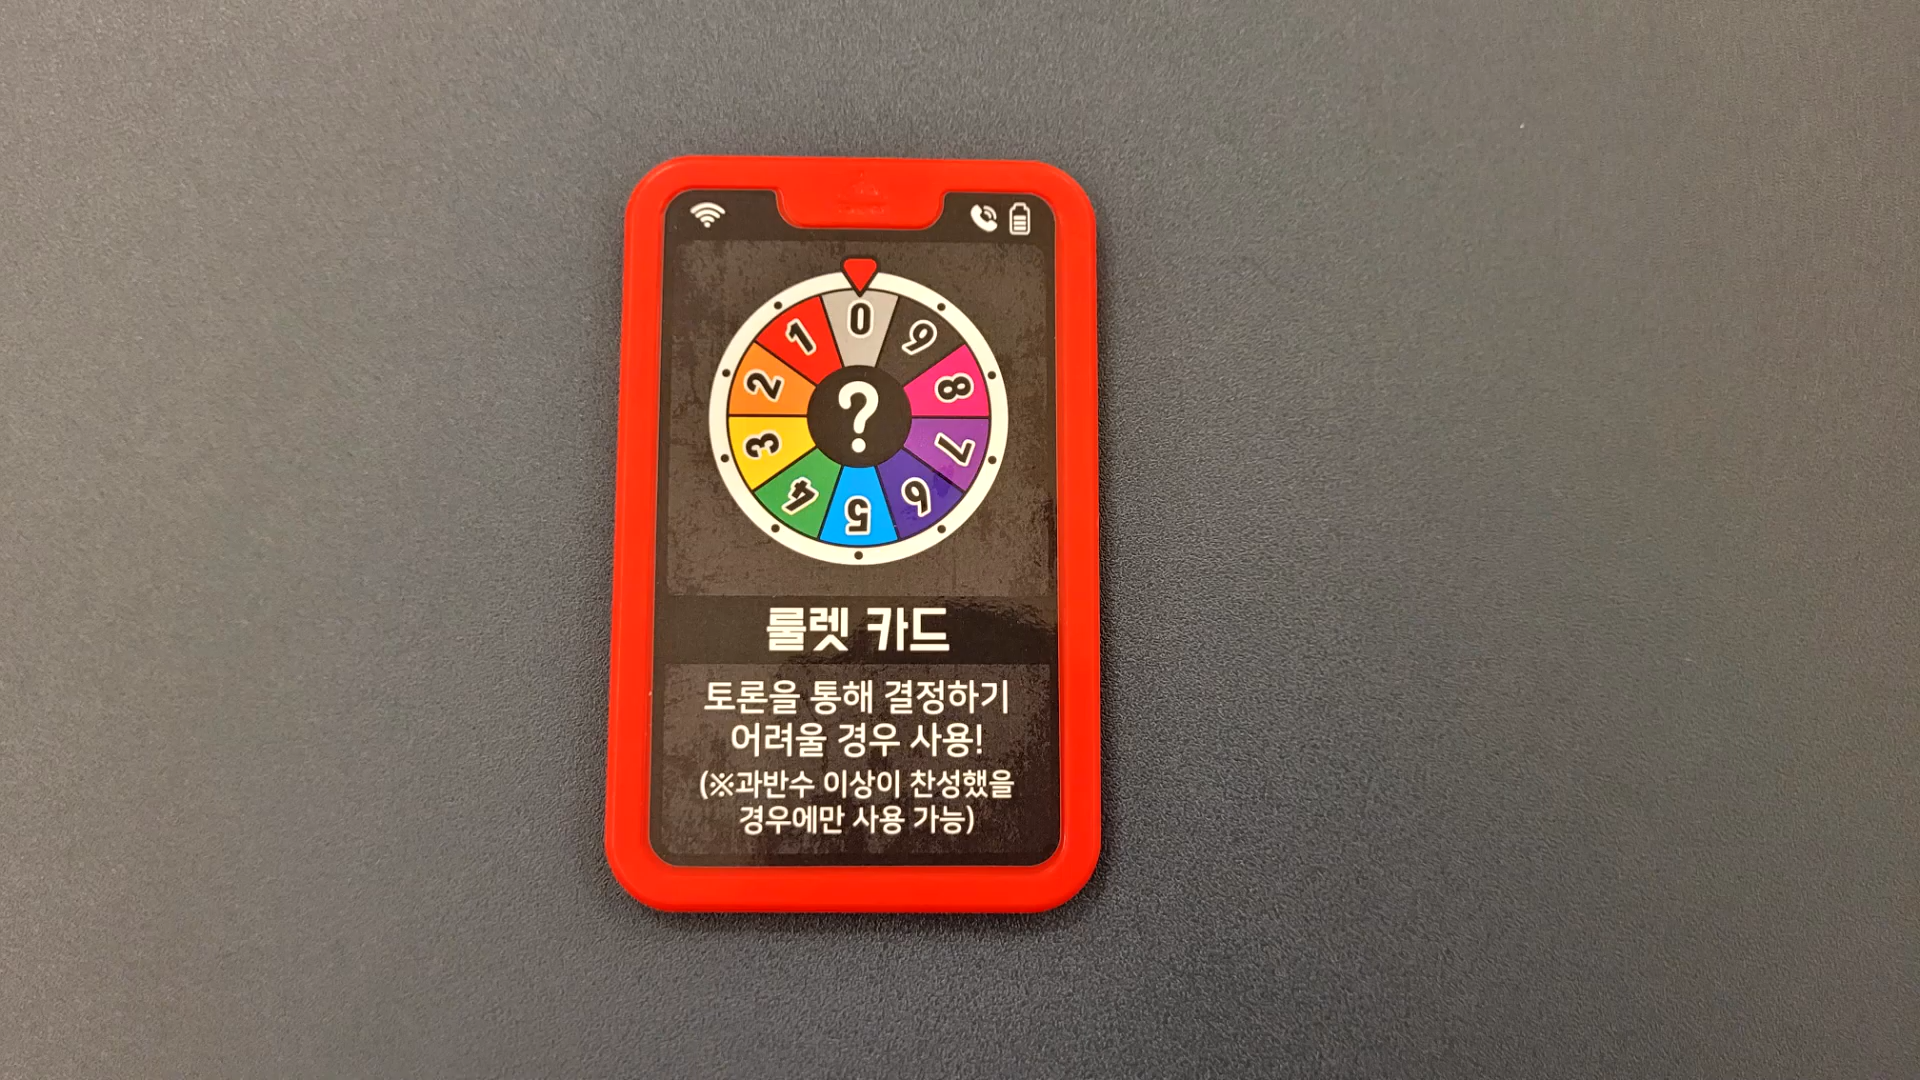 0
9
8
7
6
5
4
3
2
1
?
룰렛 카드
토론을 통해 결정하기
어려울 경우 사용!
(※과반수 이상이 찬성했을
경우에만 사용 가능)